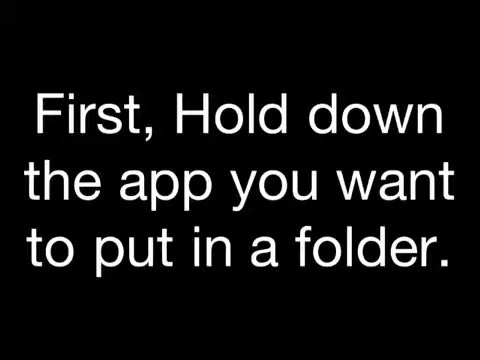 First, Hold down
the app you want
to put in a folder.